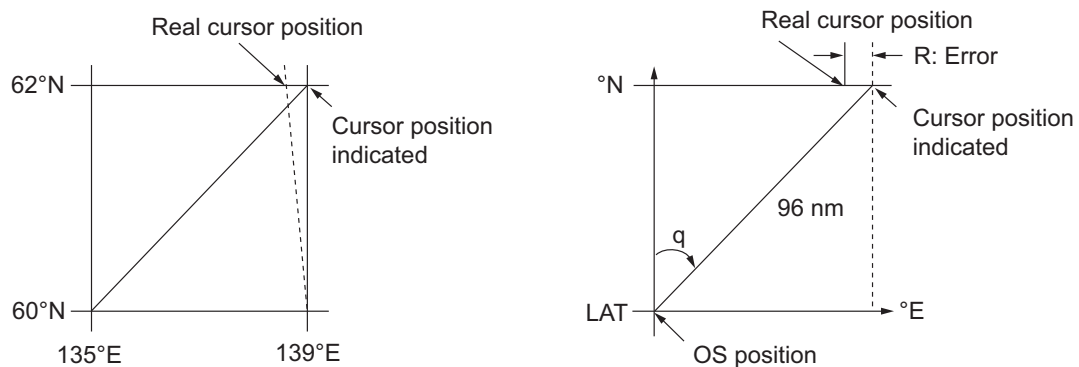 Real cursor position
62°N
Cursor position
indicated
60°N
135°E
139°E
Real cursor position
R: Error
°N
Cursor position
indicated
96 nm
q
LAT
°E
OS position